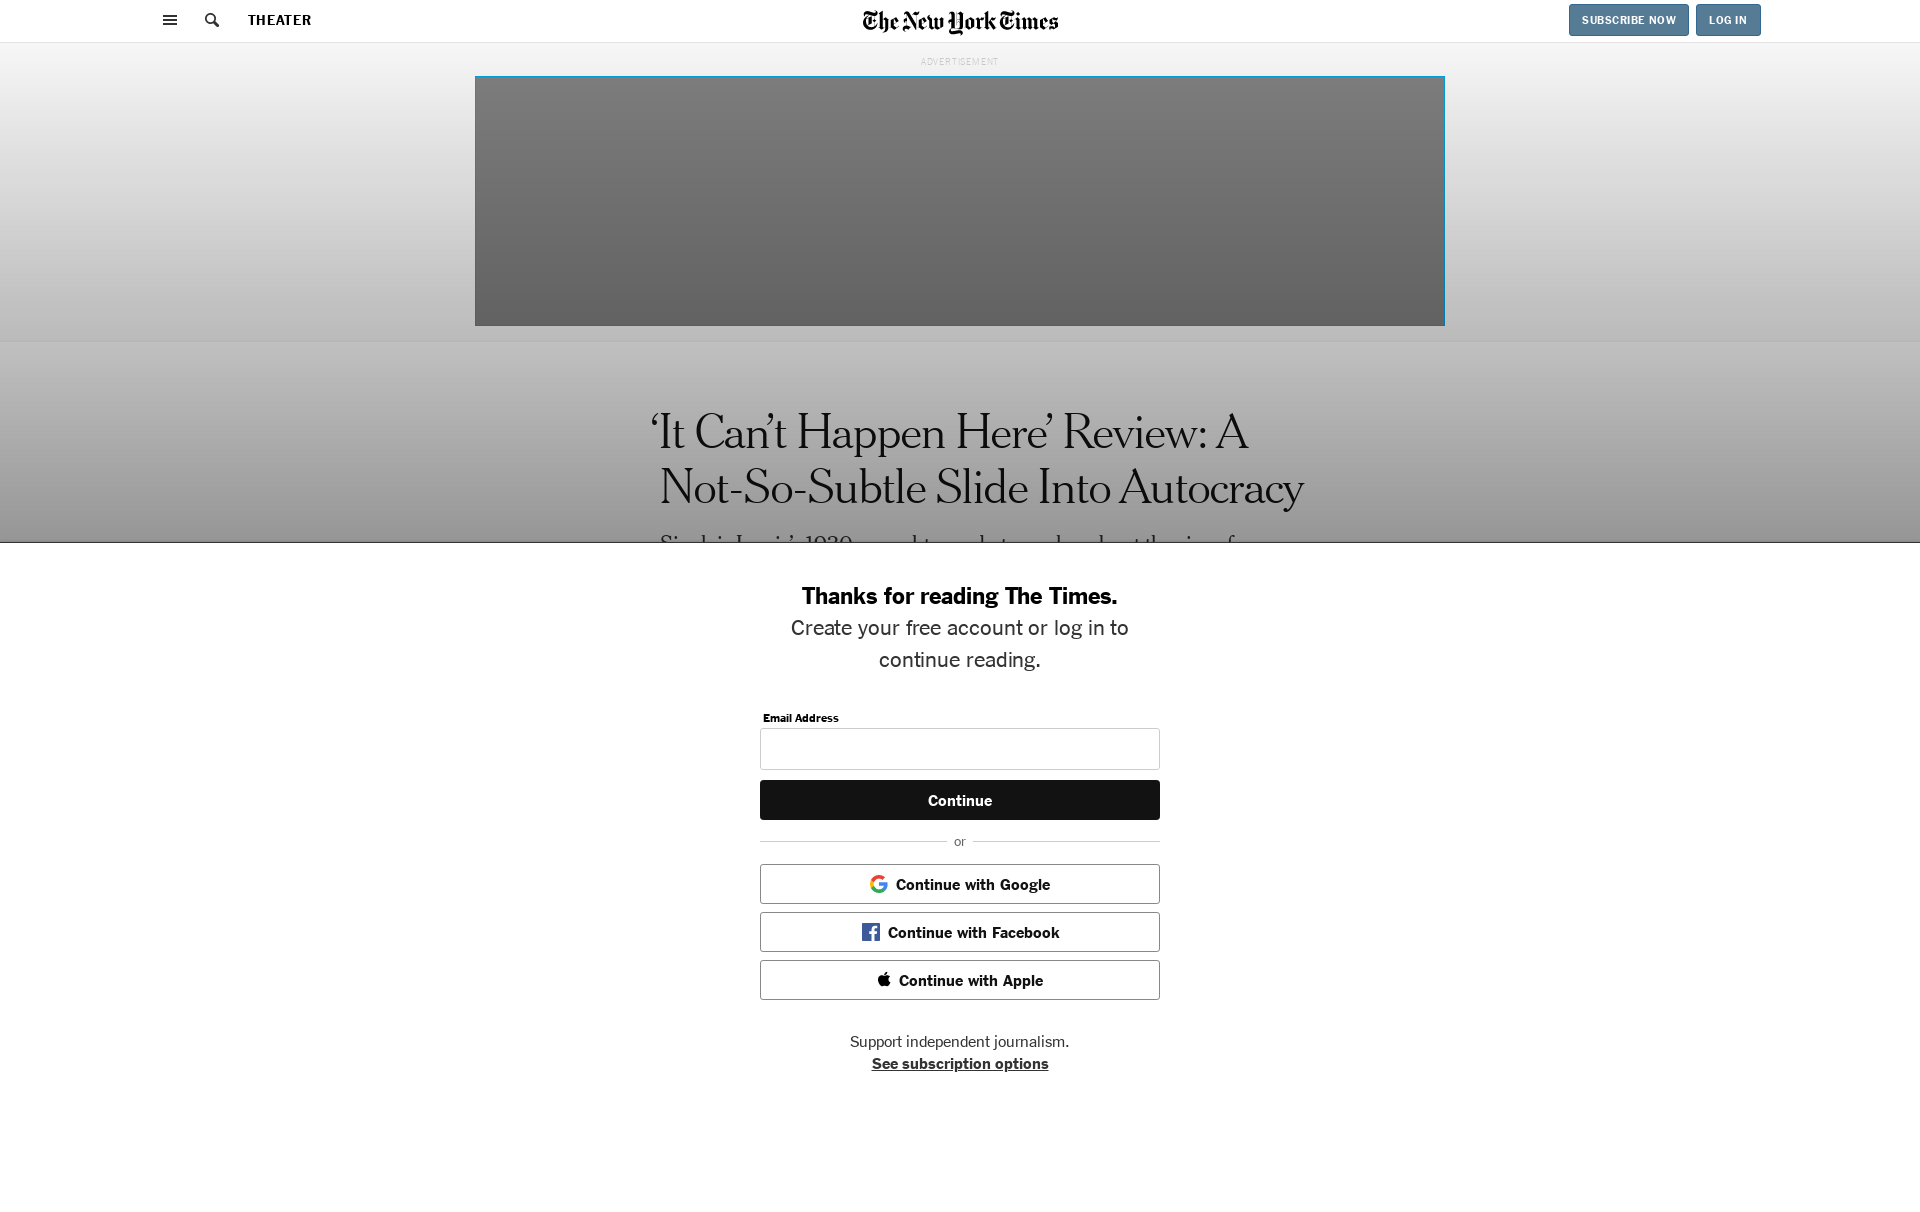 THEATER
The New York Times
SUBSCRIBE NOW
LOG IN
ADVERTISEMENT
‘It Can’t Happen Here’ Review: A
Not-So-Subtle Slide Into Autocracy
Thanks for reading The Times.
Create your free account or log in to
continue reading.
Email Address
Continue
or
Continue with Google
Continue with Facebook
Continue with Apple
Support independent journalism.
See subscription options